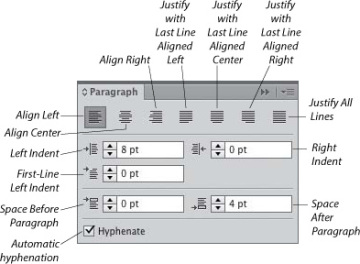 Justify
with
Last Line
Aligned
Left
Justify
with
Last Line
Aligned
Center
Justify
with
Last Line
Aligned
Right
Align Right
Paragraph
Align Left
Justify All
Lines
Align Center
Left Indent
8 pt
0 pt
Right
Indent
First-Line
Left Indent
0 pt
Space Before
Paragraph
0 pt
4 pt
Space
After
Paragraph
Automatic
hyphenation
Hyphenate